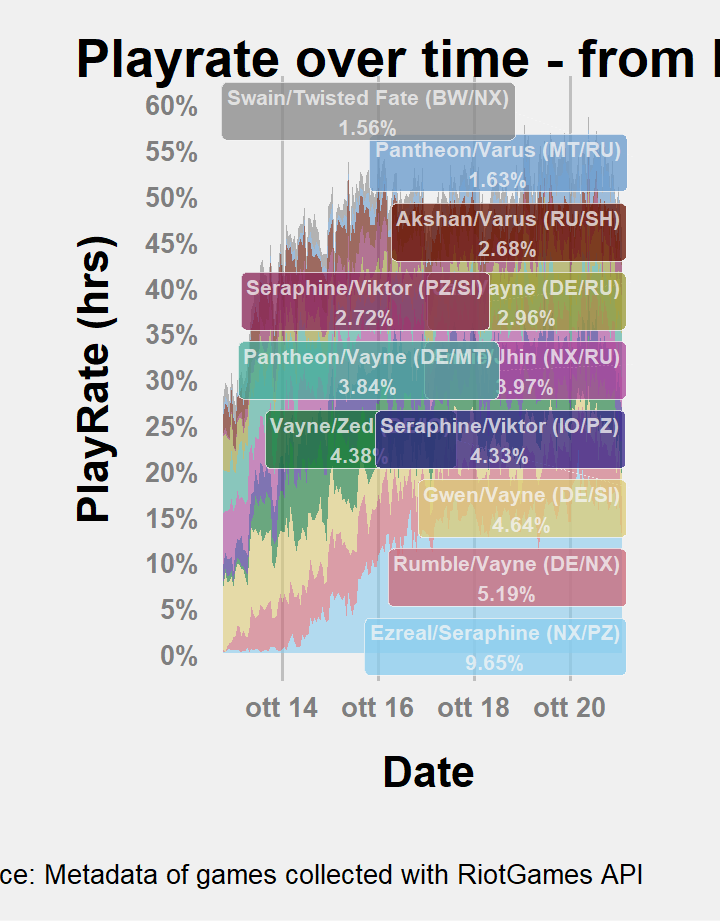 Playrate over time - from
60%
55%
50%
45%
40%
35%
30%
25%
20%
15%
10%
5%
0%
PlayRate (hrs)
Swain/Twisted Fate (BW/NX)
1.56%
Pantheon/Varus (MT/RU)
1.63%
Akshan/Varus (RU/SH)
2.68%
Seraphine/Viktor (PZ/SI)
2.72%
ayne (DE/RU)
2.96%
Pantheon/Vayne (DE/MT)
3.84%
Jhin (NX/RU)
3.97%
Vayne/Zed
4.38%
Seraphine/Viktor (IO/PZ)
4.33%
Gwen/Vayne (DE/SI)
4.64%
Rumble/Vayne (DE/NX)
5.19%
Ezreal/Seraphine (NX/PZ)
9.65%
ott 14 ott 16 ott 18 ott 20
Date
ce: Metadata of games collected with RiotGames API